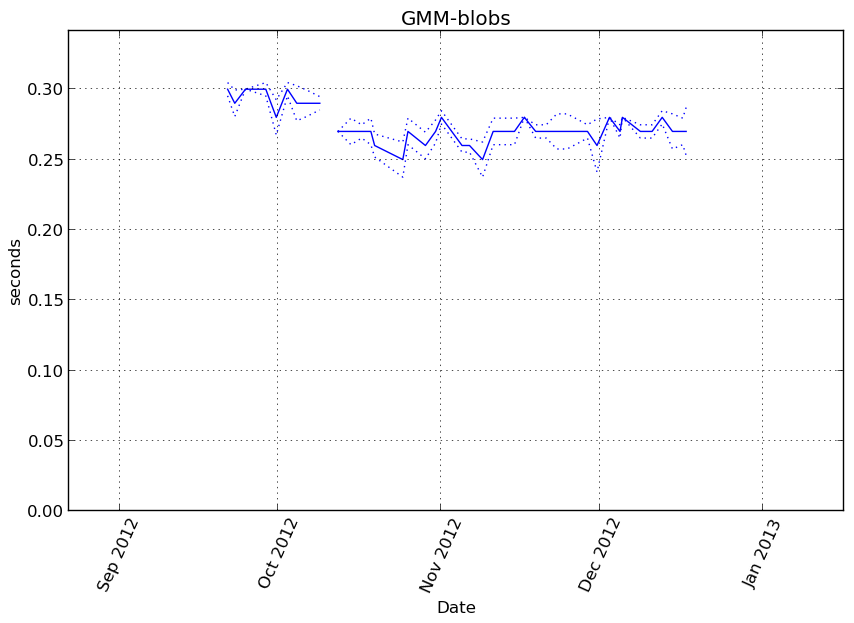 GMM-blobs
0.30
0.25
0.20
0.15
0.10
0.05
0.00
seconds
Sep 2012
Oct 2012
Nov 2012
Dec 2012
Jan 2013
Date